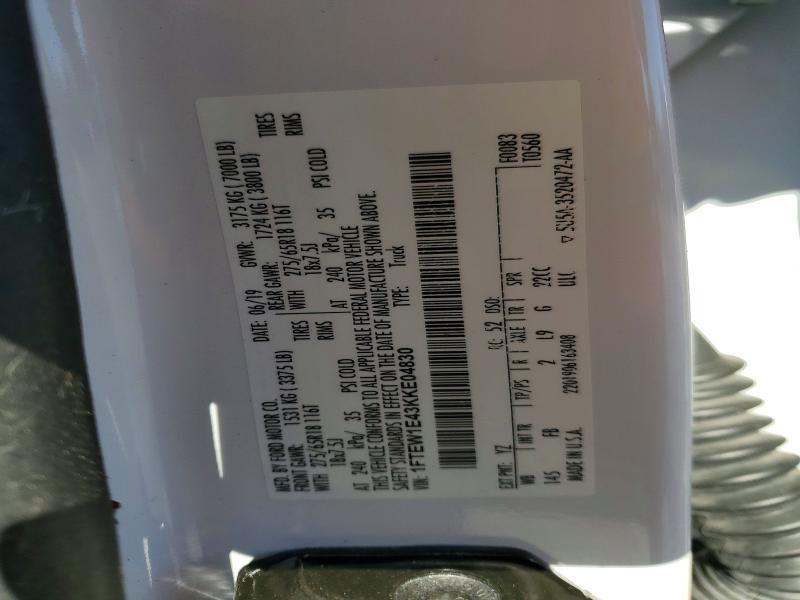 MFD. BY FORD MOTOR CO.
DATE: 06/19 GVWR: 3175 KG ( 7000 LB)
FRONT GAWR: 1531 KG ( 3375 LB) REAR GAWR: 1724 KG ( 3800 LB)
WITH 275/65R18 116T TIRES WITH 275/65R18 116T TIRES
18x7.5J RIMS 18x7.5J RIMS
AT 240 kPa/ 35 PSI COLD AT 240 kPa/ 35 PSI COLD
THIS VEHICLE CONFORMS TO ALL APPLICABLE FEDERAL MOTOR VEHICLE
SAFETY STANDARDS IN EFFECT ON THE DATE OF MANUFACTURE SHOWN ABOVE.
VIN: 1FTEW1E43KKE04830 TYPE: Truck
F0083
EXT PNT: YZ RC: 52 DSO: T0560
WB INT TR TP/PS R AXLE TR SPR
145 FB 2 L9 G 22CC
2201496163408 ULC
MADE IN U.S.A. ▽ 5U5A-3520472-AA